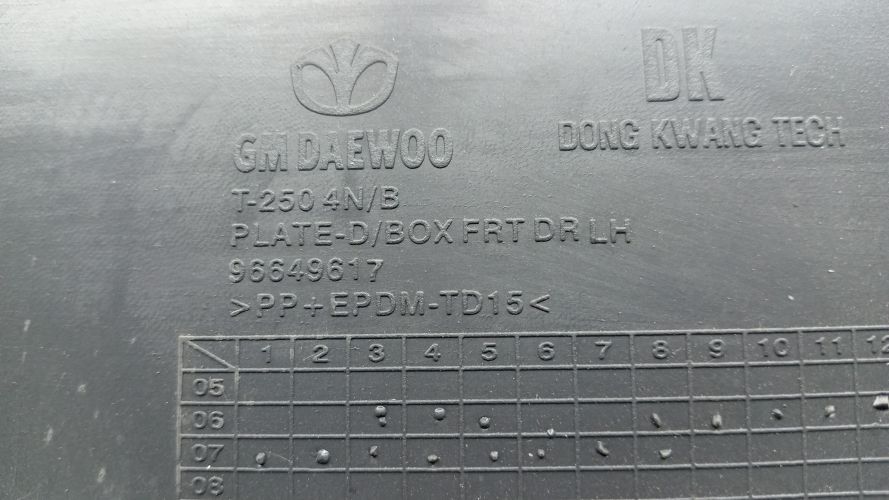 DK
GM DAEWOO
DONG KWANG TECH
T-250 4N/B
PLATE-D/BOX FRT DR LH
96649617
>PP+EPDM-TD15<
1 2 3 4 5 6 7 8 9 10 11 12
05
06
07
08